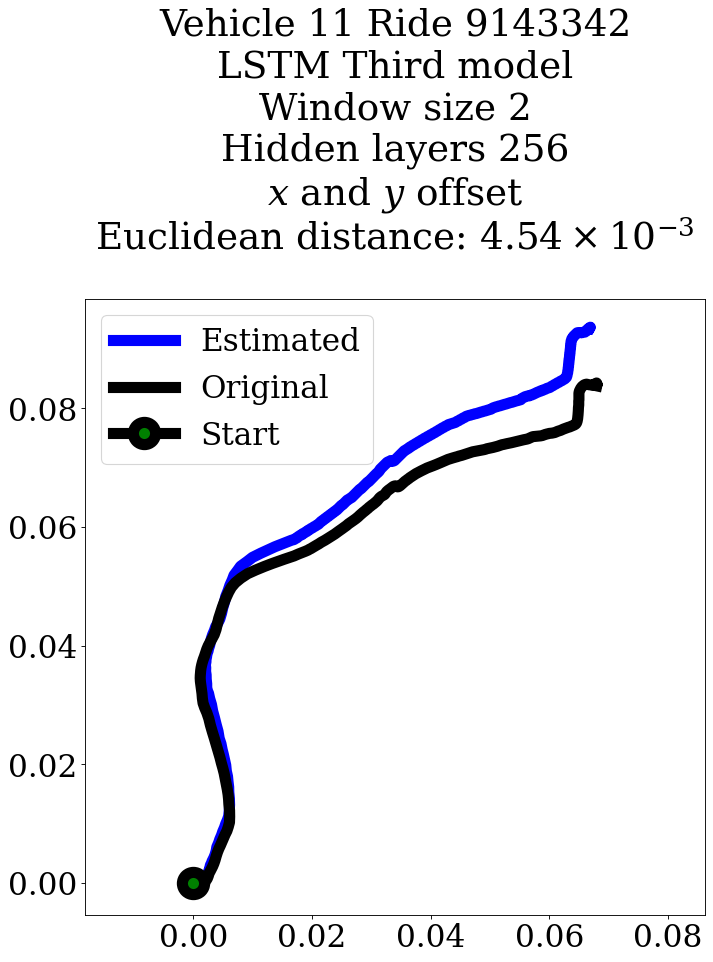 Vehicle 11 Ride 9143342
LSTM Third model
Window size 2
Hidden layers 256
x and y offset
Euclidean distance: 4.54 × 10⁻³
Estimated
Original
Start
0.08
0.06
0.04
0.02
0.00
0.00 0.02 0.04 0.06 0.08